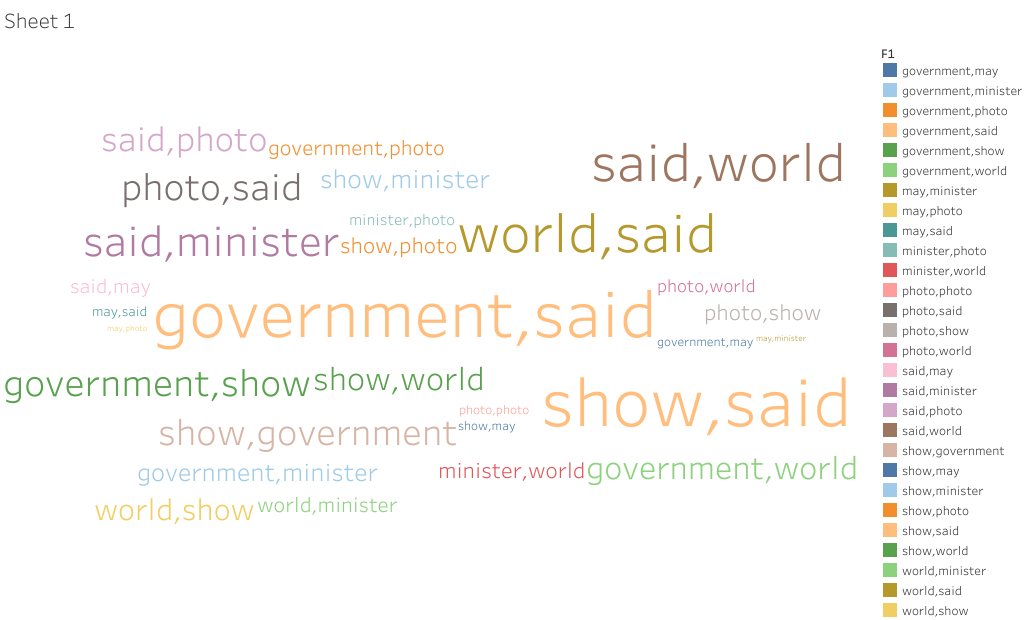 Sheet 1
said,photo
government,photo
said,world
photo,said
show,minister
minister,photo
said,minister
show,photo
world,said
said,may
photo,world
may,said
government,said
photo,show
may,photo
government,may
may,minister
government,show
show,world
photo,photo
show,said
show,government
show,may
government,minister
minister,world
government,world
world,show
world,minister
F1
government,may
government,minister
government,photo
government,said
government,show
government,world
may,minister
may,photo
may,said
minister,photo
minister,world
photo,photo
photo,said
photo,show
photo,world
said,may
said,minister
said,photo
said,world
show,government
show,may
show,minister
show,photo
show,said
show,world
world,minister
world,said
world,show